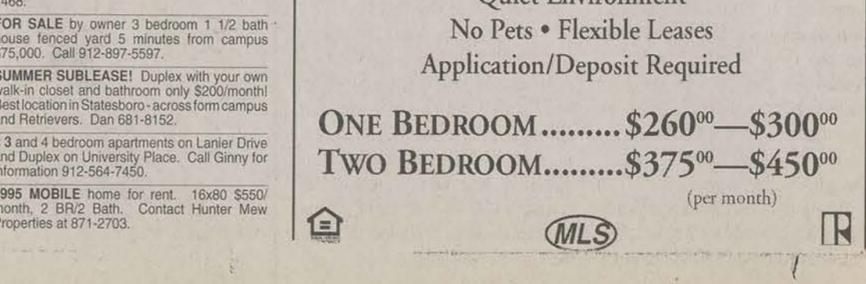 468.
FOR SALE by owner 3 bedroom 1 1/2 bath
house fenced yard 5 minutes from campus
$75,000. Call 912-897-5597.
SUMMER SUBLEASE! Duplex with your own
walk-in closet and bathroom only $200/month!
Best location in Statesboro - across form campus
and Retrievers. Dan 681-8152.
3 and 4 bedroom apartments on Lanier Drive
and Duplex on University Place. Call Ginny for
information 912-564-7450.
1995 MOBILE home for rent. 16x80 $550/
month, 2 BR/2 Bath. Contact Hunter Mew
Properties at 871-2703.
Quiet Environment
No Pets • Flexible Leases
Application/Deposit Required
ONE BEDROOM.........$26000—$30000
TWO BEDROOM.........$37500—$45000
(per month)
MLS
R